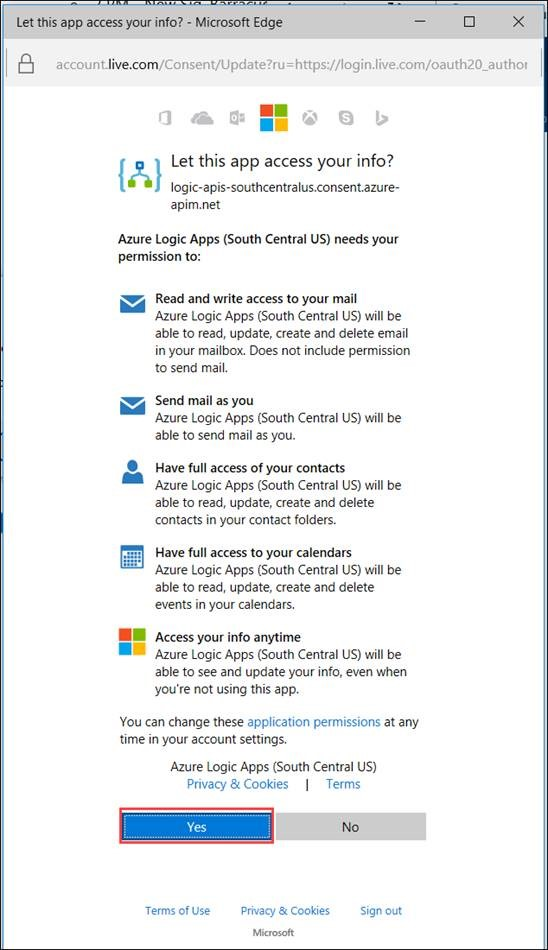 Let this app access your info? - Microsoft Edge
account.live.com/Consent/Update?ru=https://login.live.com/oauth20_author
Let this app access your info?
logic-apis-southcentralus.consent.azure-
apim.net
Azure Logic Apps (South Central US) needs your
permission to:
Read and write access to your mail
Azure Logic Apps (South Central US) will be
able to read, update, create and delete email
in your mailbox. Does not include permission
to send mail.
Send mail as you
Azure Logic Apps (South Central US) will be
able to send mail as you.
Have full access of your contacts
Azure Logic Apps (South Central US) will be
able to read, update, create and delete
contacts in your contact folders.
Have full access to your calendars
Azure Logic Apps (South Central US) will be
able to read, update, create and delete
events in your calendars.
Access your info anytime
Azure Logic Apps (South Central US) will be
able to see and update your info, even when
you're not using this app.
You can change these application permissions at any
time in your account settings.
Azure Logic Apps (South Central US)
Privacy & Cookies | Terms
Yes No
Terms of Use Privacy & Cookies Sign out
Microsoft